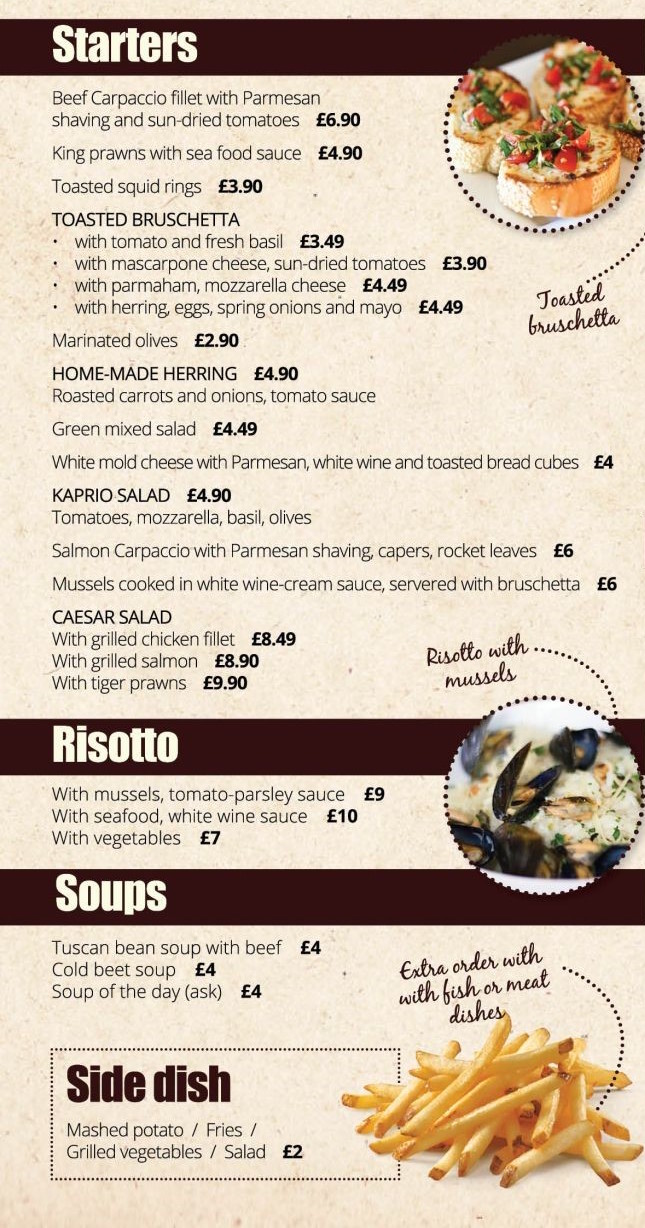 Starters
Beef Carpaccio fillet with Parmesan
shaving and sun-dried tomatoes £6.90
King prawns with sea food sauce £4.90
Toasted squid rings £3.90
TOASTED BRUSCHETTA
• with tomato and fresh basil £3.49
• with mascarpone cheese, sun-dried tomatoes £3.90
• with parmaham, mozzarella cheese £4.49
• with herring, eggs, spring onions and mayo £4.49
Toasted
bruschetta
Marinated olives £2.90
HOME-MADE HERRING £4.90
Roasted carrots and onions, tomato sauce
Green mixed salad £4.49
White mold cheese with Parmesan, white wine and toasted bread cubes £4
KAPRIO SALAD £4.90
Tomatoes, mozzarella, basil, olives
Salmon Carpaccio with Parmesan shaving, capers, rocket leaves £6
Mussels cooked in white wine-cream sauce, servered with bruschetta £6
CAESAR SALAD
With grilled chicken fillet £8.49
With grilled salmon £8.90
With tiger prawns £9.90
Risotto with
mussels
Risotto
With mussels, tomato-parsley sauce £9
With seafood, white wine sauce £10
With vegetables £7
Soups
Tuscan bean soup with beef £4
Cold beet soup £4
Soup of the day (ask) £4
Extra order with
with fish or meat
dishes
Side dish
Mashed potato / Fries /
Grilled vegetables / Salad £2